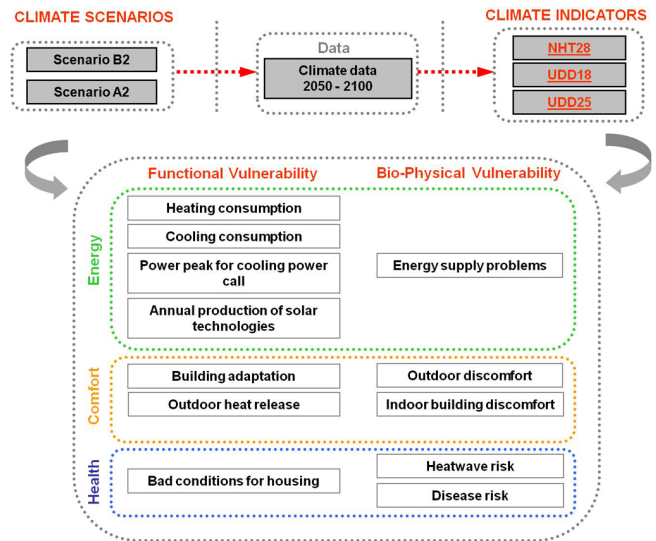 CLIMATE SCENARIOS
CLIMATE INDICATORS
Data
Scenario B2
Scenario A2
Climate data
2050 - 2100
NHT28
UDD18
UDD25
Functional Vulnerability
Bio-Physical Vulnerability
Energy
Heating consumption
Cooling consumption
Power peak for cooling power
call
Annual production of solar
technologies
Energy supply problems
Comfort
Building adaptation
Outdoor heat release
Outdoor discomfort
Indoor building discomfort
Health
Bad conditions for housing
Heatwave risk
Disease risk